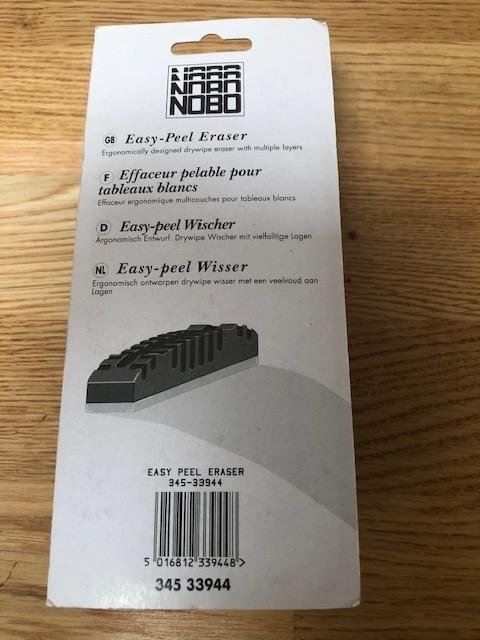 NOBO
NOBO
NOBO
GB Easy-Peel Eraser
Ergonomically designed drywipe eraser with multiple layers
F Effaceur pelable pour
tableaux blancs
Effaceur ergonomique multicouches pour tableaux blancs
D Easy-peel Wischer
Argonomisch Entwurf. Drywipe Wischer mit vielfaltige Lagen
NL Easy-peel Wisser
Ergonomisch ontworpen drywipe wisser met een veelvoud aan
Lagen
EASY PEEL ERASER
345-33944
5 016812 339448 >
345 33944